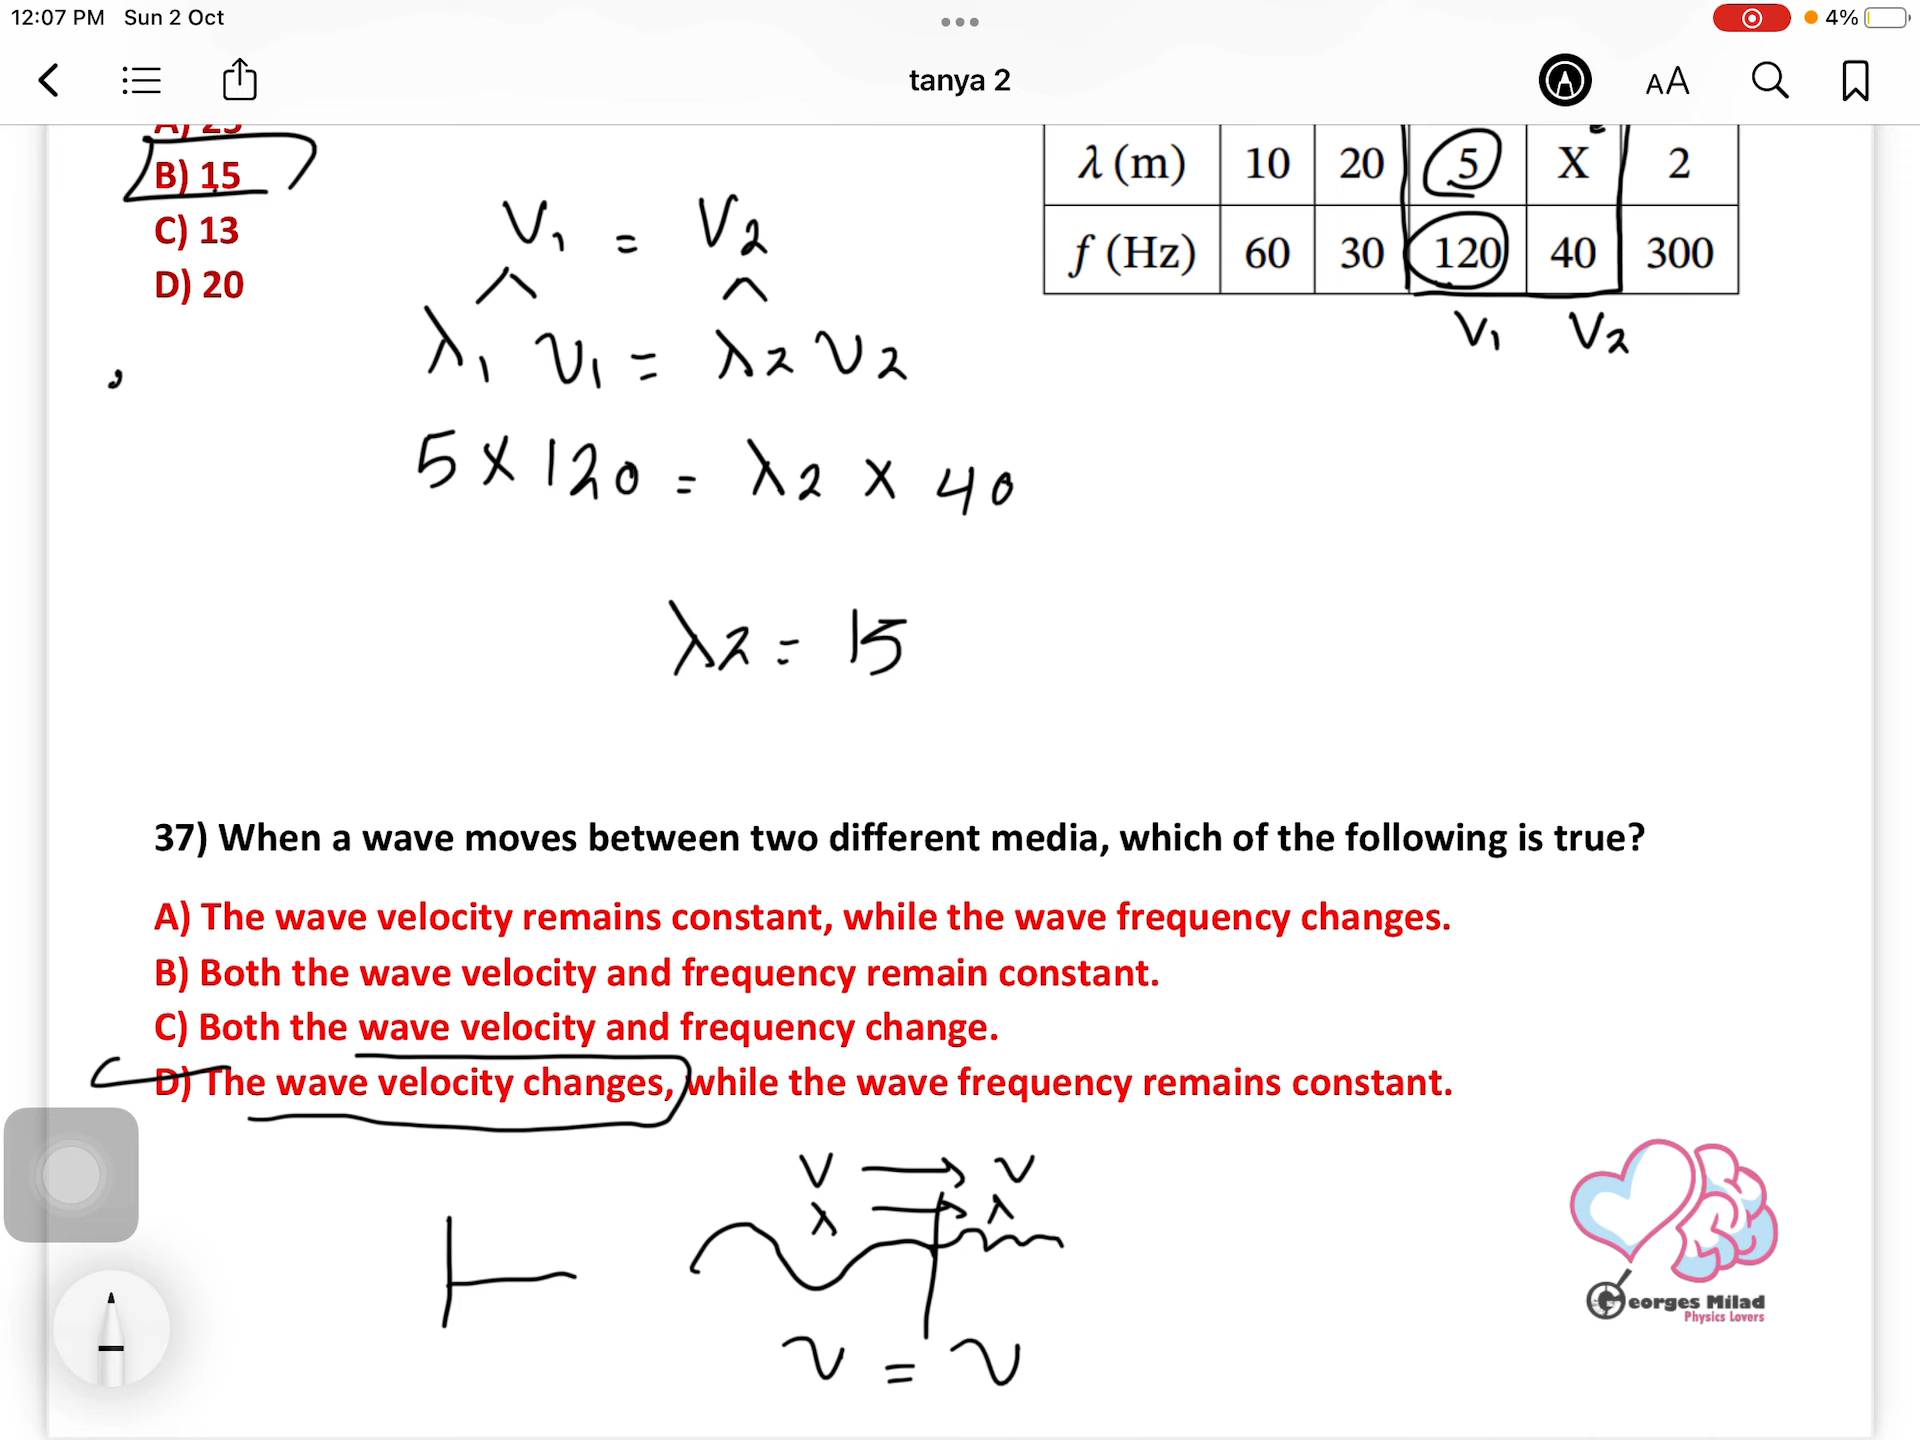 12:07 PM Sun 2 Oct
4%
tanya 2
AA
B) 15
C) 13
D) 20
λ (m) 10 20 5 X 2
f (Hz) 60 30 120 40 300
V₁ V₂
V₁ = V₂
λ₁ ν₁ = λ₂ ν₂
5 × 120 = λ₂ × 40
λ₂ = 15
37) When a wave moves between two different media, which of the following is true?
A) The wave velocity remains constant, while the wave frequency changes.
B) Both the wave velocity and frequency remain constant.
C) Both the wave velocity and frequency change.
D) The wave velocity changes, while the wave frequency remains constant.
V → V
λ → λ
ν = ν
Georges Milad
Physics Lovers